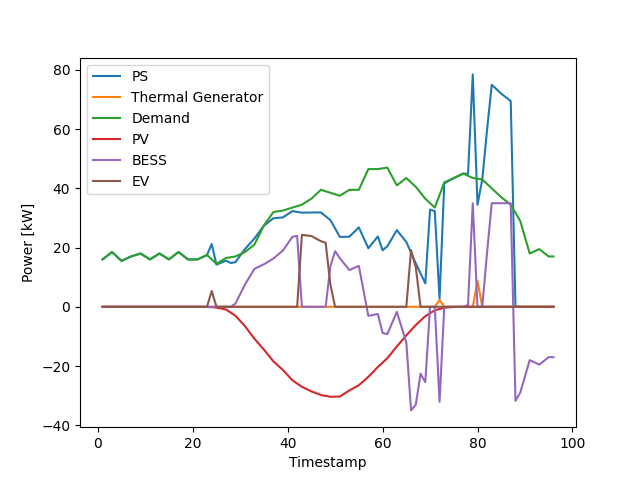 PS
Thermal Generator
Demand
PV
BESS
EV
Power [kW]
80
60
40
20
0
−20
−40
0 20 40 60 80 100
Timestamp